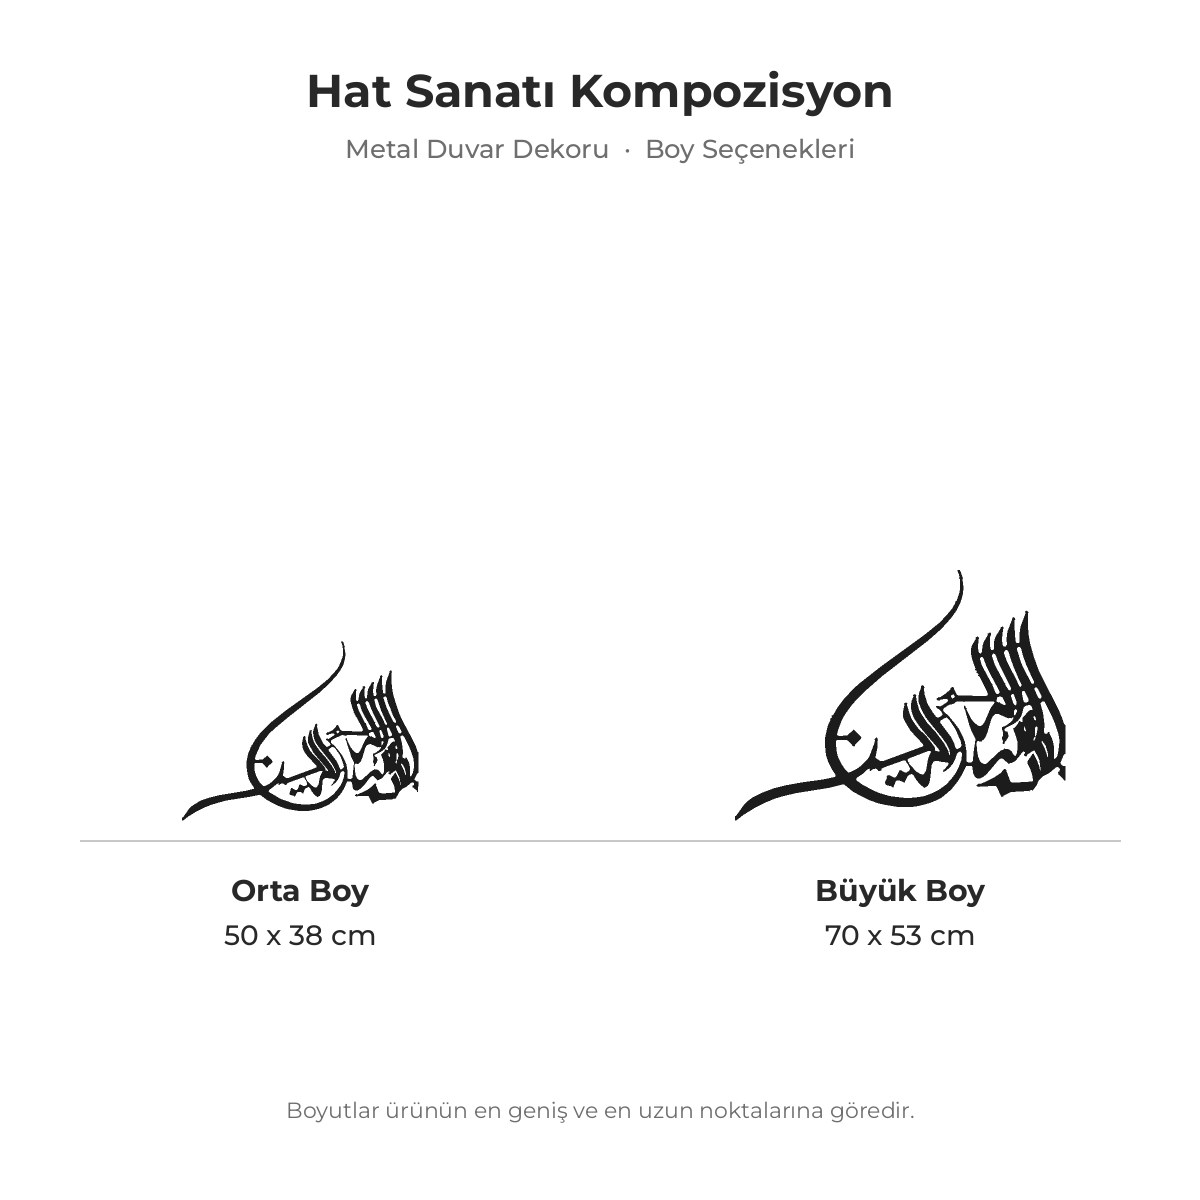 Hat Sanatı Kompozisyon
Metal Duvar Dekoru · Boy Seçenekleri
Orta Boy
50 x 38 cm
Büyük Boy
70 x 53 cm
Boyutlar ürünün en geniş ve en uzun noktalarına göredir.